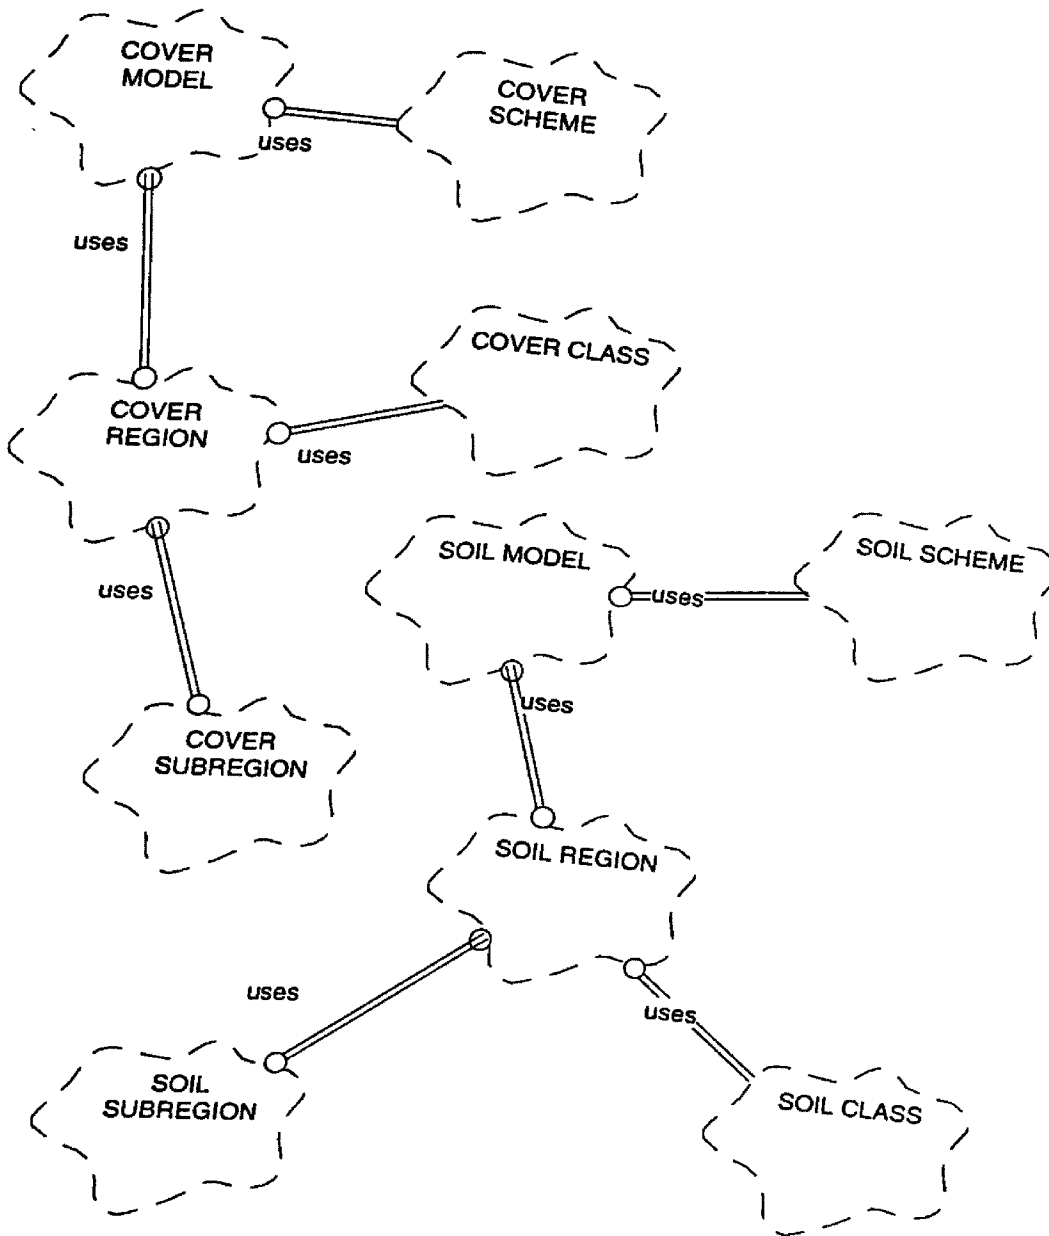 COVER
MODEL
COVER
SCHEME
uses
uses
COVER CLASS
COVER
REGION
uses
SOIL MODEL
SOIL SCHEME
uses
uses
uses
COVER
SUBREGION
SOIL REGION
uses
uses
SOIL
SUBREGION
SOIL CLASS